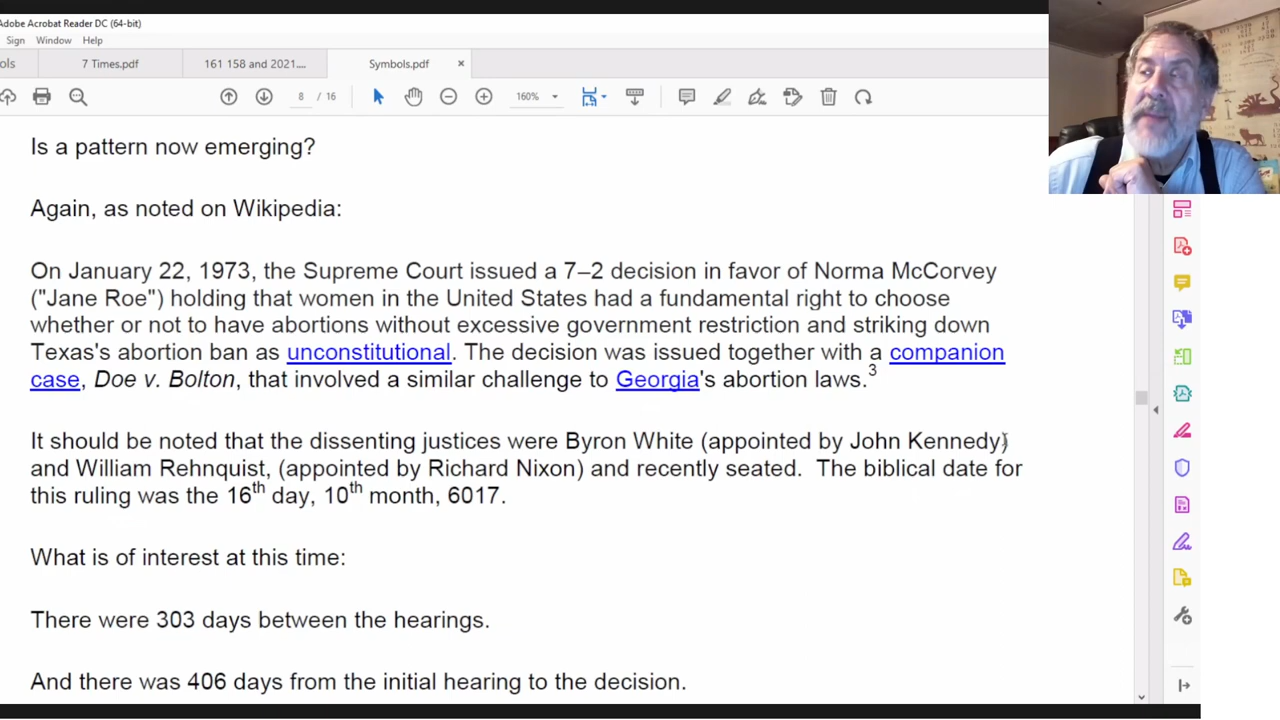 Adobe Acrobat Reader DC (64-bit)
Sign Window Help
ols 7 Times.pdf 161 158 and 2021.... Symbols.pdf ×
8 / 16 160%
Is a pattern now emerging?
Again, as noted on Wikipedia:
On January 22, 1973, the Supreme Court issued a 7–2 decision in favor of Norma McCorvey
("Jane Roe") holding that women in the United States had a fundamental right to choose
whether or not to have abortions without excessive government restriction and striking down
Texas's abortion ban as unconstitutional. The decision was issued together with a companion
case, Doe v. Bolton, that involved a similar challenge to Georgia's abortion laws.3
It should be noted that the dissenting justices were Byron White (appointed by John Kennedy)
and William Rehnquist, (appointed by Richard Nixon) and recently seated. The biblical date for
this ruling was the 16th day, 10th month, 6017.
What is of interest at this time:
There were 303 days between the hearings.
And there was 406 days from the initial hearing to the decision.